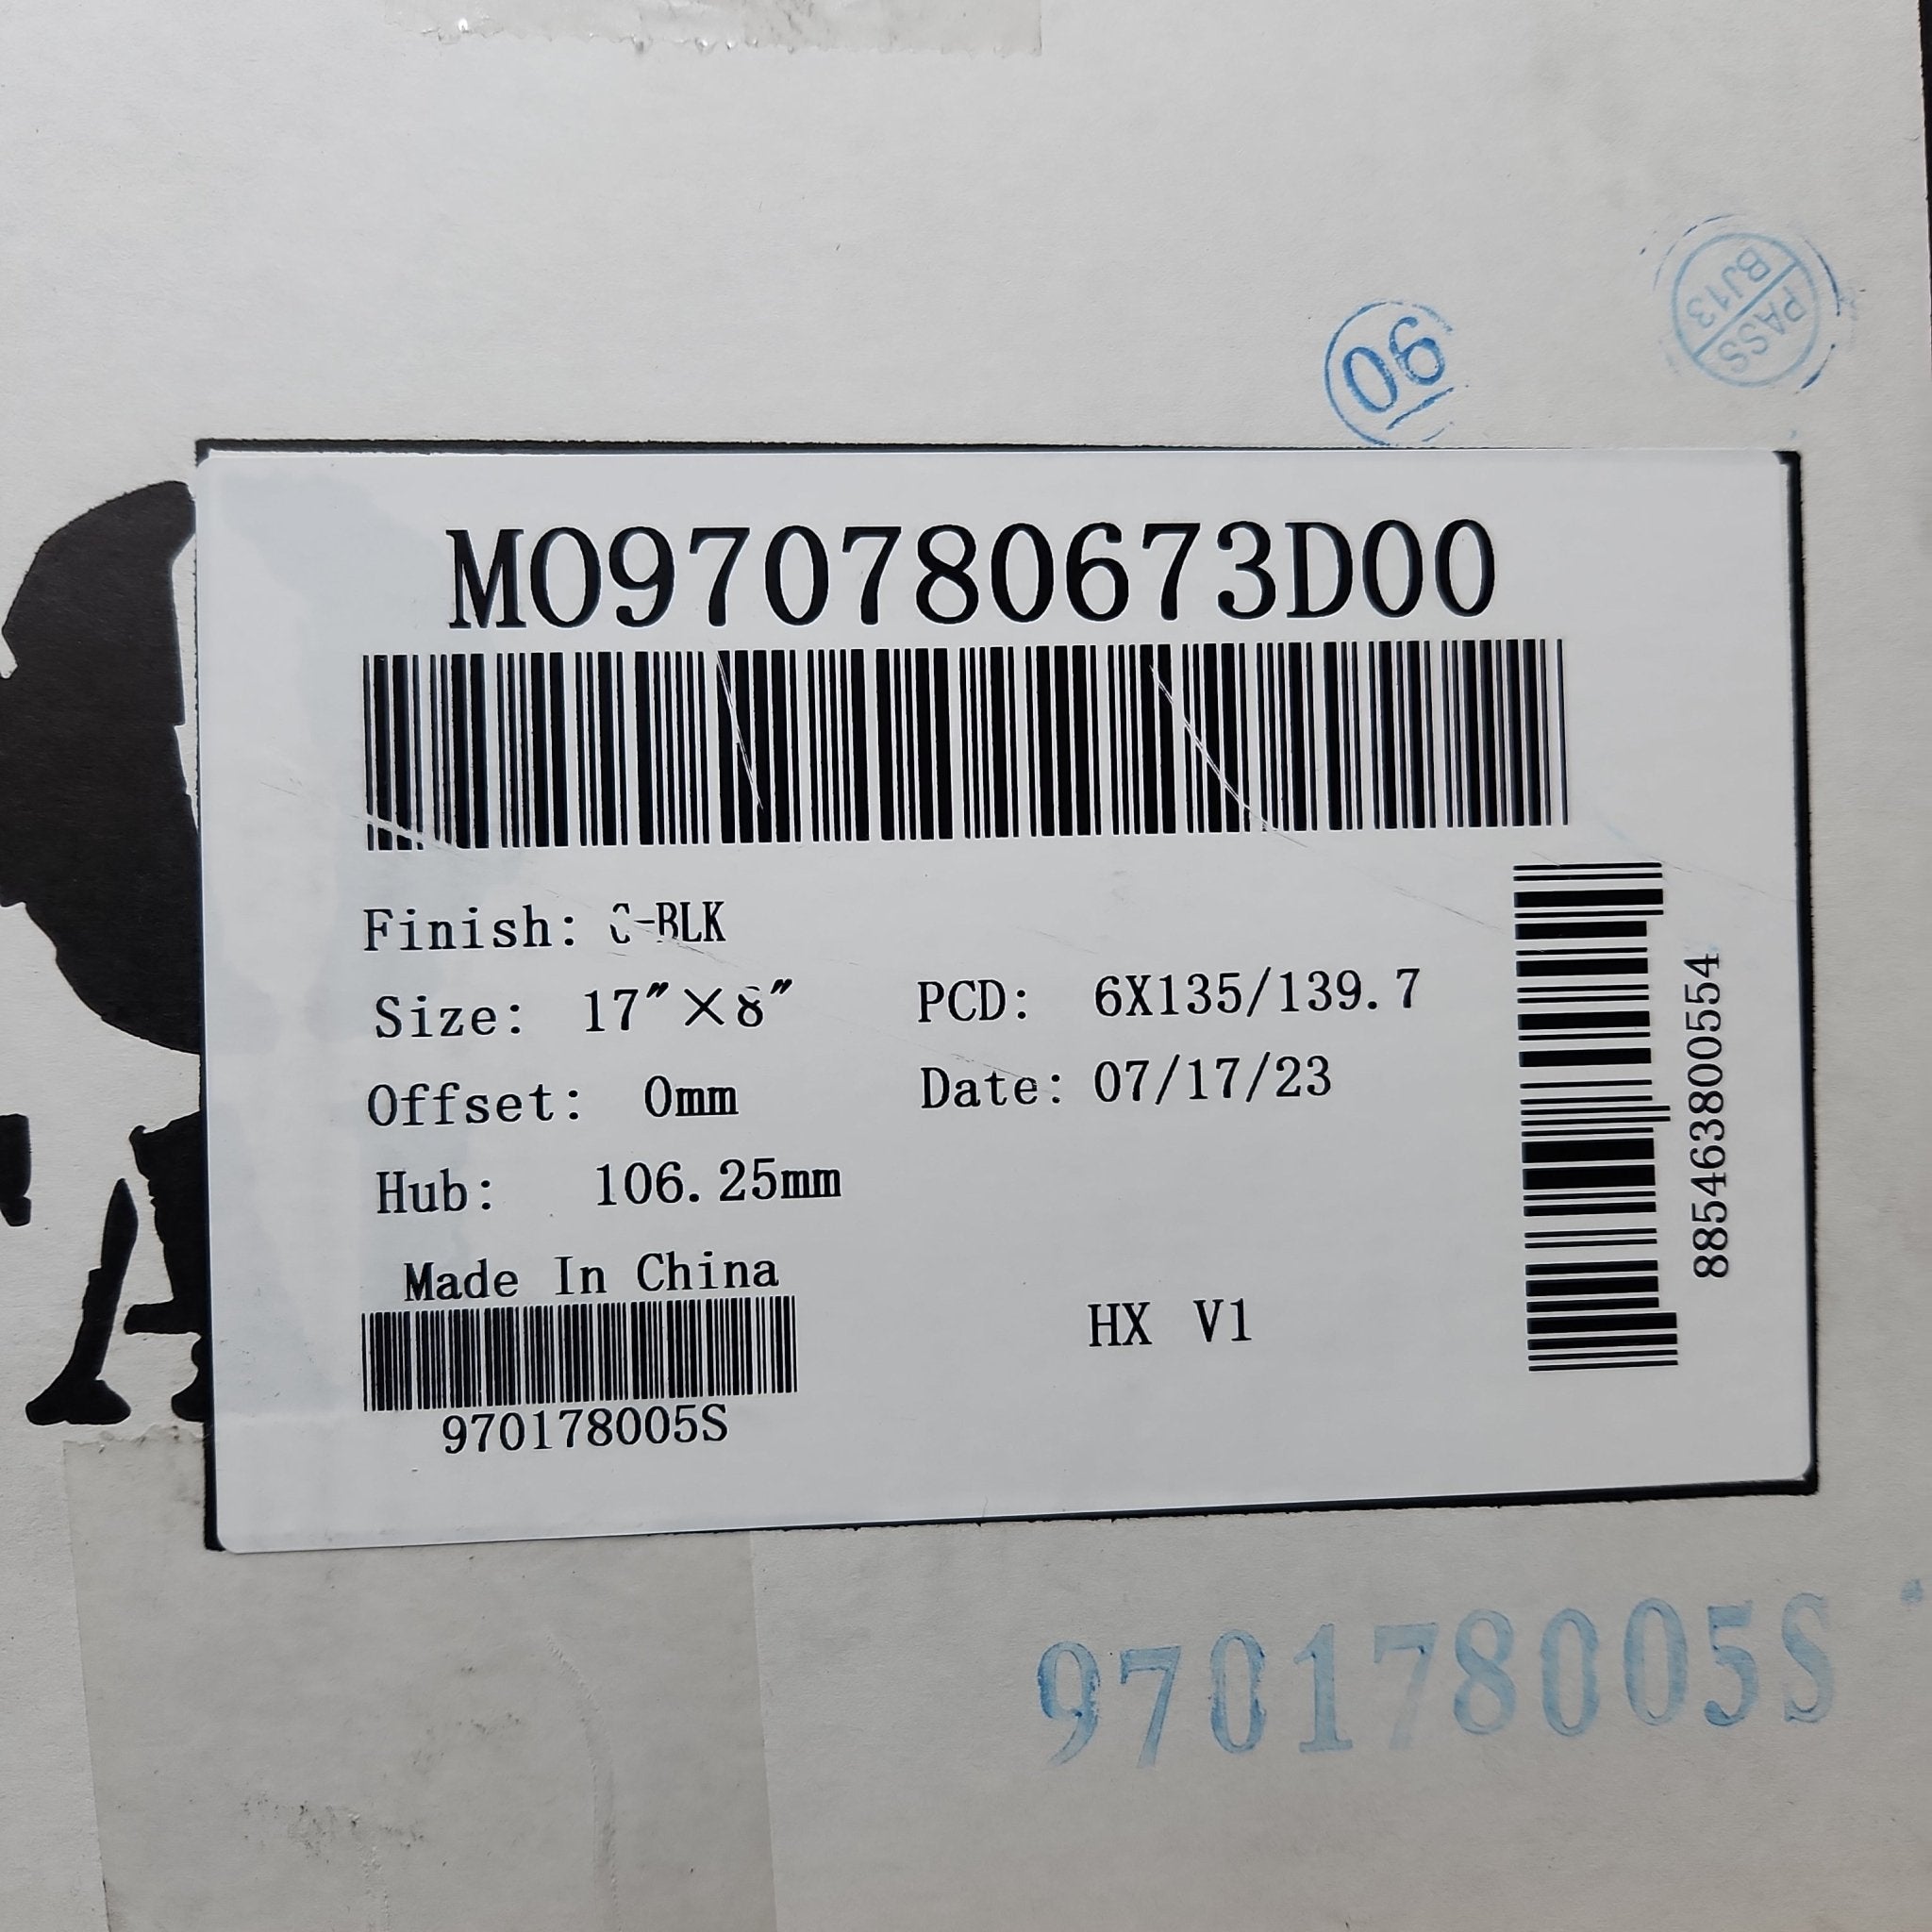 PASS
BJ13
06
MO970780673D00
Finish: C-BLK
Size: 17″×8″ PCD: 6X135/139.7
Offset: 0mm Date: 07/17/23
Hub: 106.25mm
Made In China
HX V1
970178005S
885463800554
970178005S